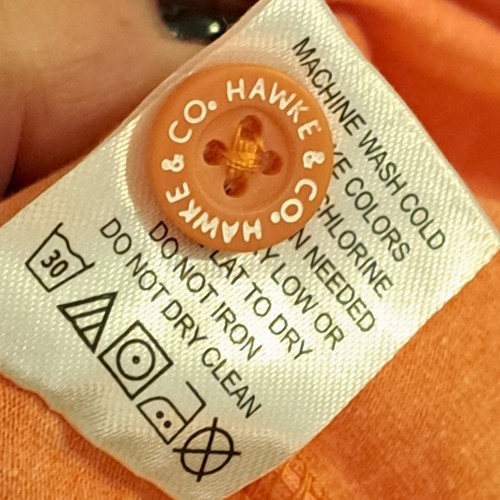 HAWKE & CO. HAWKE & CO.
MACHINE WASH COLD
COLORS
CHLORINE
NEEDED
LOW OR
TO DRY
DO NOT IRON
DO NOT DRY CLEAN
30